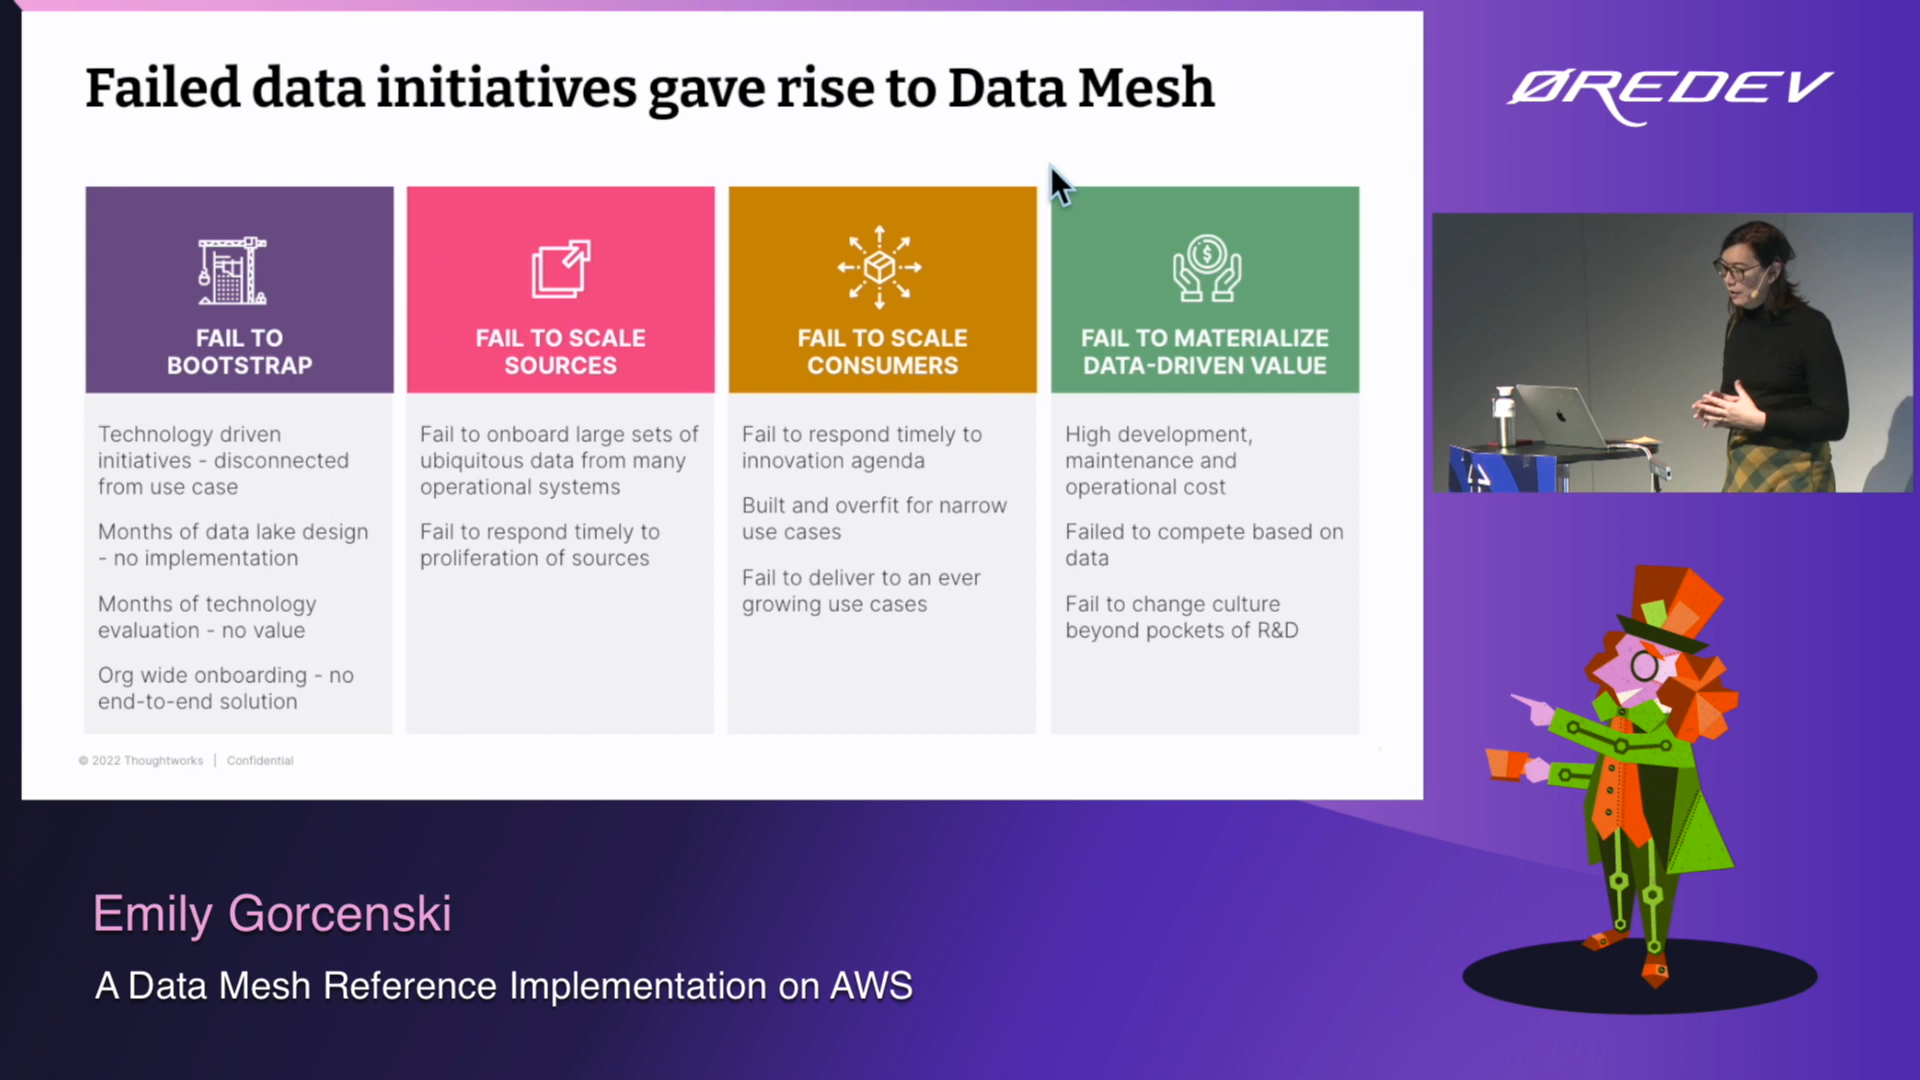 Failed data initiatives gave rise to Data Mesh
ØREDEV
FAIL TO
BOOTSTRAP
Technology driven
initiatives - disconnected
from use case
Months of data lake design
- no implementation
Months of technology
evaluation - no value
Org wide onboarding - no
end-to-end solution
FAIL TO SCALE
SOURCES
Fail to onboard large sets of
ubiquitous data from many
operational systems
Fail to respond timely to
proliferation of sources
FAIL TO SCALE
CONSUMERS
Fail to respond timely to
innovation agenda
Built and overfit for narrow
use cases
Fail to deliver to an ever
growing use cases
FAIL TO MATERIALIZE
DATA-DRIVEN VALUE
High development,
maintenance and
operational cost
Failed to compete based on
data
Fail to change culture
beyond pockets of R&D
© 2022 Thoughtworks | Confidential
Emily Gorcenski
A Data Mesh Reference Implementation on AWS